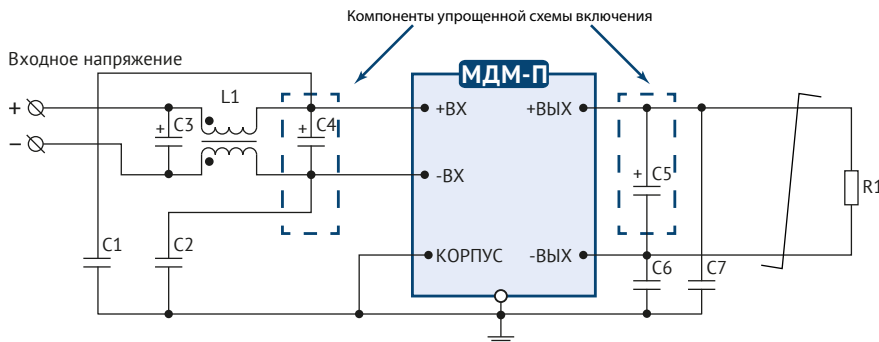 Компоненты упрощенной схемы включения
Входное напряжение
МДМ-П
L1
+
+ C3
+ C4
+ВХ
+ВЫХ
−
-ВХ
+ C5
R1
C1
C2
КОРПУС
-ВЫХ
C6
C7